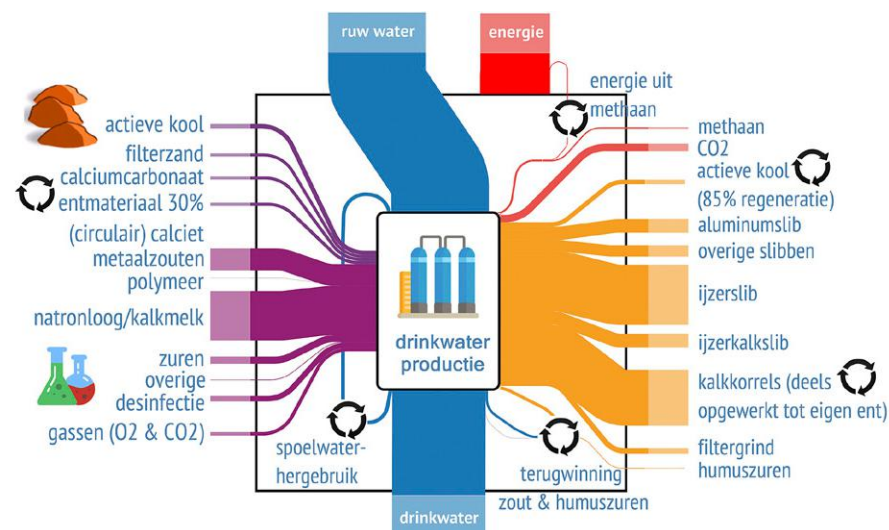 ruw water
energie
energie uit
methaan
actieve kool
filterzand
calciumcarbonaat
entmateriaal 30%
(circulair) calciet
metaalzouten
polymeer
natronloog/kalkmelk
zuren
overige
desinfectie
gassen (O2 & CO2)
drinkwater
productie
spoelwater-
hergebruik
terugwinning
zout & humuszuren
drinkwater
methaan
CO2
actieve kool
(85% regeneratie)
aluminumslib
overige slibben
ijzerslib
ijzerkalkslib
kalkkorrels (deels
opgewerkt tot eigen ent)
filtergrind
humuszuren